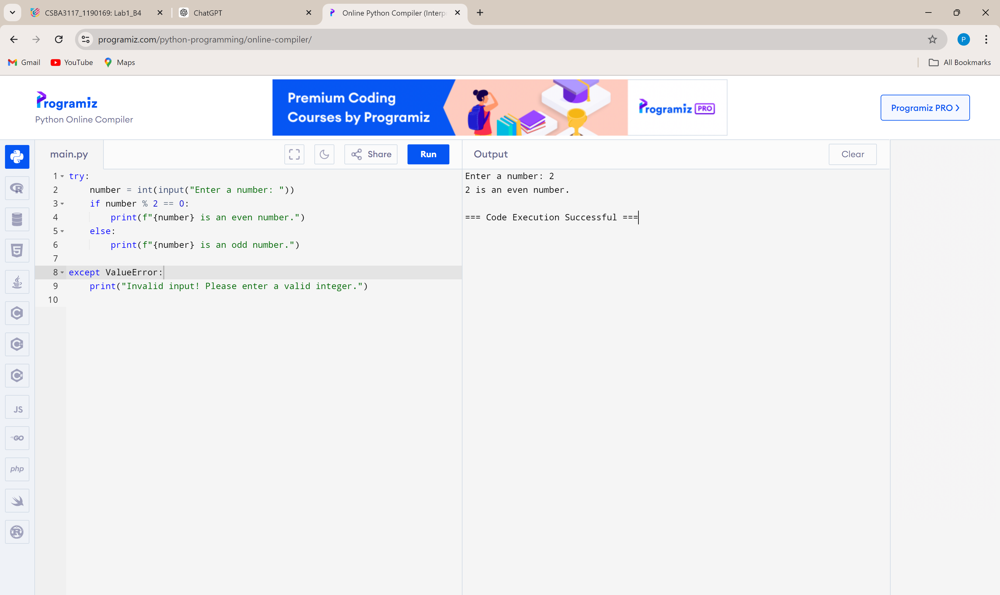 CSBA3117_1190169: Lab1_B4
ChatGPT
Online Python Compiler (Interp
programiz.com/python-programming/online-compiler/
P
Gmail
YouTube
Maps
All Bookmarks
Programiz
Python Online Compiler
Premium Coding
Courses by Programiz
Programiz PRO
Programiz PRO
main.py
Share
Run
Output
Clear
1 try:
2     number = int(input("Enter a number: "))
3     if number % 2 == 0:
4         print(f"{number} is an even number.")
5     else:
6         print(f"{number} is an odd number.")
7
8 except ValueError:
9     print("Invalid input! Please enter a valid integer.")
10
Enter a number: 2
2 is an even number.
=== Code Execution Successful ===
R
5
C
C++
C#
JS
GO
php
R